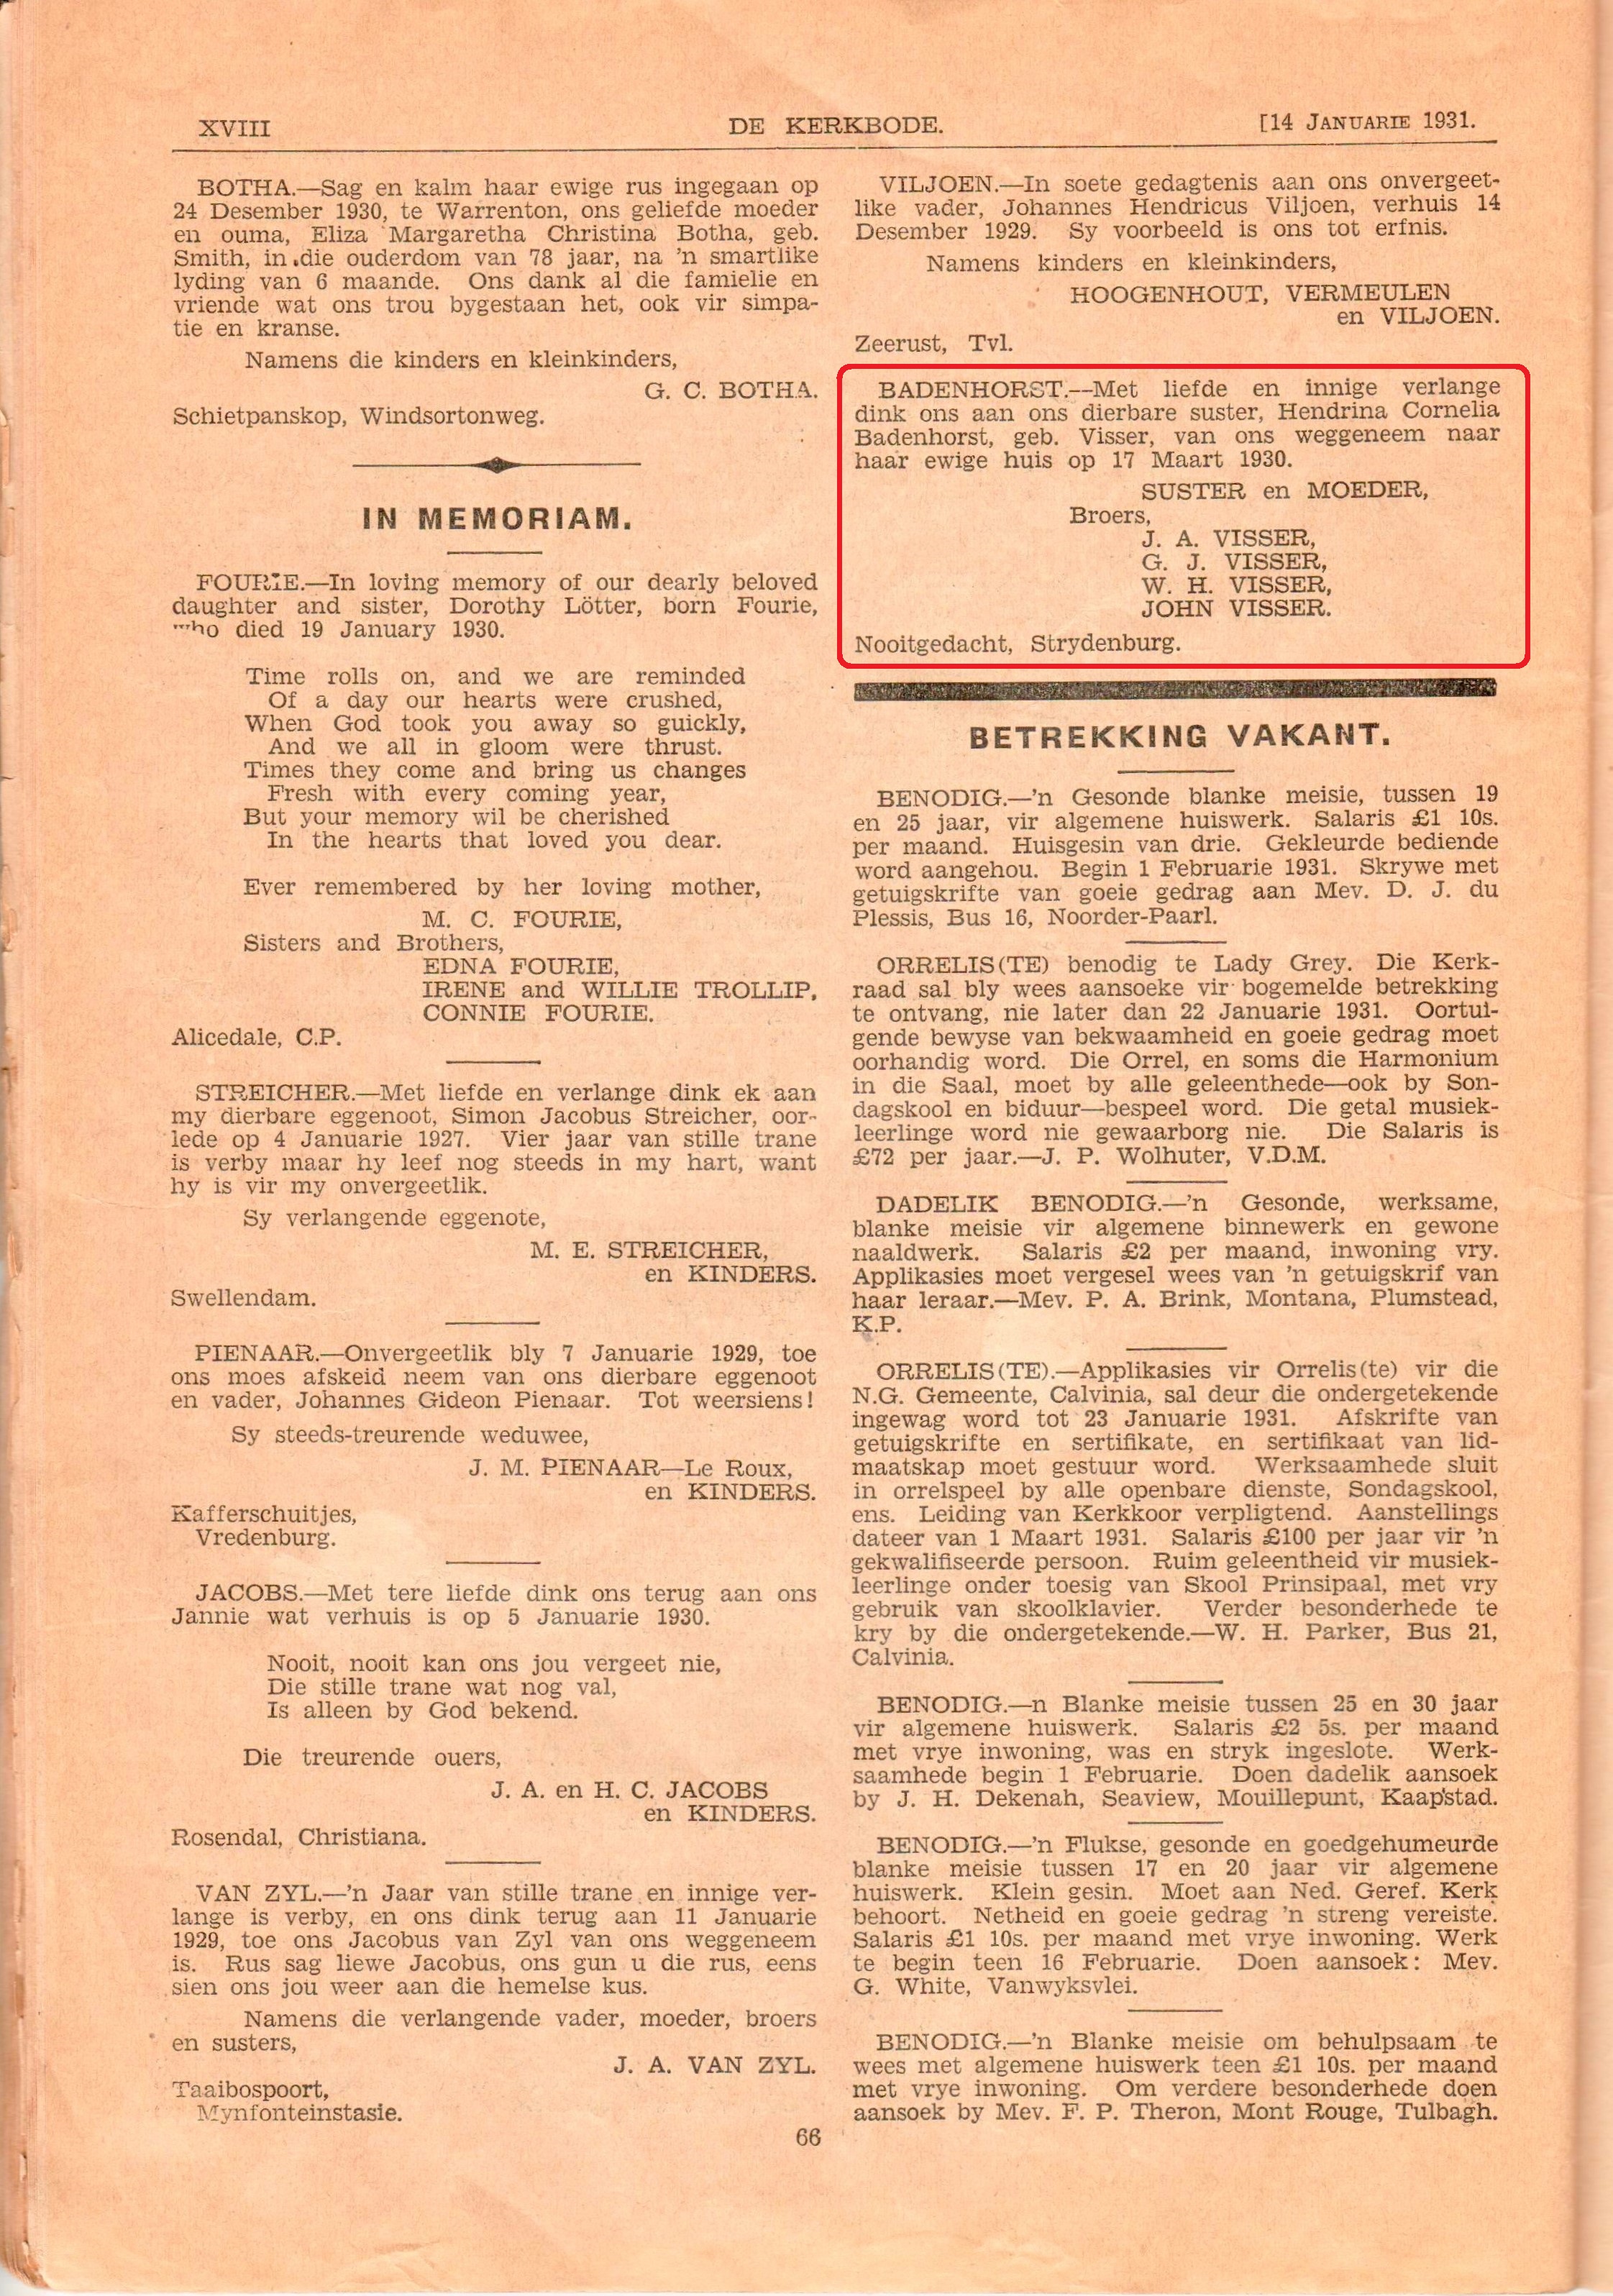 XVIII
DE KERKBODE.
[14 JANUARIE 1931.
BOTHA.—Sag en kalm haar ewige rus ingegaan op
24 Desember 1930, te Warrenton, ons geliefde moeder
en ouma, Eliza Margaretha Christina Botha, geb.
Smith, in die ouderdom van 78 jaar, na 'n smartlike
lyding van 6 maande. Ons dank al die famielie en
vriende wat ons trou bygestaan het, ook vir simpa-
tie en kranse.
Namens die kinders en kleinkinders,
G. C. BOTHA.
Schietpanskop, Windsortonweg.
IN MEMORIAM.
FOURIE.—In loving memory of our dearly beloved
daughter and sister, Dorothy Lötter, born Fourie,
who died 19 January 1930.
Time rolls on, and we are reminded
Of a day our hearts were crushed,
When God took you away so guickly,
And we all in gloom were thrust.
Times they come and bring us changes
Fresh with every coming year,
But your memory wil be cherished
In the hearts that loved you dear.
Ever remembered by her loving mother,
M. C. FOURIE,
Sisters and Brothers,
EDNA FOURIE,
IRENE and WILLIE TROLLIP,
CONNIE FOURIE.
Alicedale, C.P.
STREICHER.—Met liefde en verlange dink ek aan
my dierbare eggenoot, Simon Jacobus Streicher, oor-
lede op 4 Januarie 1927. Vier jaar van stille trane
is verby maar hy leef nog steeds in my hart, want
hy is vir my onvergeetlik.
Sy verlangende eggenote,
M. E. STREICHER,
en KINDERS.
Swellendam.
PIENAAR.—Onvergeetlik bly 7 Januarie 1929, toe
ons moes afskeid neem van ons dierbare eggenoot
en vader, Johannes Gideon Pienaar. Tot weersiens!
Sy steeds-treurende weduwee,
J. M. PIENAAR—Le Roux,
en KINDERS.
Kafferschuitjes,
Vredenburg.
JACOBS.—Met tere liefde dink ons terug aan ons
Jannie wat verhuis is op 5 Januarie 1930.
Nooit, nooit kan ons jou vergeet nie,
Die stille trane wat nog val,
Is alleen by God bekend.
Die treurende ouers,
J. A. en H. C. JACOBS
en KINDERS.
Rosendal, Christiana.
VAN ZYL.—'n Jaar van stille trane en innige ver-
lange is verby, en ons dink terug aan 11 Januarie
1929, toe ons Jacobus van Zyl van ons weggeneem
is. Rus sag liewe Jacobus, ons gun u die rus, eens
sien ons jou weer aan die hemelse kus.
Namens die verlangende vader, moeder, broers
en susters,
J. A. VAN ZYL.
Taaibospoort,
Mynfonteinstasie.
VILJOEN.—In soete gedagtenis aan ons onvergeet-
like vader, Johannes Hendricus Viljoen, verhuis 14
Desember 1929. Sy voorbeeld is ons tot erfnis.
Namens kinders en kleinkinders,
HOOGENHOUT, VERMEULEN
en VILJOEN.
Zeerust, Tvl.
BADENHORST.—Met liefde en innige verlange
dink ons aan ons dierbare suster, Hendrina Cornelia
Badenhorst, geb. Visser, van ons weggeneem naar
haar ewige huis op 17 Maart 1930.
SUSTER en MOEDER,
Broers,
J. A. VISSER,
G. J. VISSER,
W. H. VISSER,
JOHN VISSER.
Nooitgedacht, Strydenburg.
BETREKKING VAKANT.
BENODIG.—'n Gesonde blanke meisie, tussen 19
en 25 jaar, vir algemene huiswerk. Salaris £1 10s.
per maand. Huisgesin van drie. Gekleurde bediende
word aangehou. Begin 1 Februarie 1931. Skrywe met
getuigskrifte van goeie gedrag aan Mev. D. J. du
Plessis, Bus 16, Noorder-Paarl.
ORRELIS(TE) benodig te Lady Grey. Die Kerk-
raad sal bly wees aansoeke vir bogemelde betrekking
te ontvang, nie later dan 22 Januarie 1931. Oortui-
gende bewyse van bekwaamheid en goeie gedrag moet
oorhandig word. Die Orrel, en soms die Harmonium
in die Saal, moet by alle geleenthede—ook by Son-
dagskool en biduur—bespeel word. Die getal musiek-
leerlinge word nie gewaarborg nie. Die Salaris is
£72 per jaar.—J. P. Wolhuter, V.D.M.
DADELIK BENODIG.—'n Gesonde, werksame,
blanke meisie vir algemene binnewerk en gewone
naaldwerk. Salaris £2 per maand, inwoning vry.
Applikasies moet vergesel wees van 'n getuigskrif van
haar leraar.—Mev. P. A. Brink, Montana, Plumstead,
K.P.
ORRELIS(TE).—Applikasies vir Orrelis(te) vir die
N.G. Gemeente, Calvinia, sal deur die ondergetekende
ingewag word tot 23 Januarie 1931. Afskrifte van
getuigskrifte en sertifikate, en sertifikaat van lid-
maatskap moet gestuur word. Werksaamhede sluit
in orrelspeel by alle openbare dienste, Sondagskool,
ens. Leiding van Kerkkoor verpligtend. Aanstellings
dateer van 1 Maart 1931. Salaris £100 per jaar vir 'n
gekwalifiseerde persoon. Ruim geleentheid vir musiek-
leerlinge onder toesig van Skool Prinsipaal, met vry
gebruik van skoolklavier. Verder besonderhede te
kry by die ondergetekende.—W. H. Parker, Bus 21,
Calvinia.
BENODIG.—n Blanke meisie tussen 25 en 30 jaar
vir algemene huiswerk. Salaris £2 5s. per maand
met vrye inwoning, was en stryk ingeslote. Werk-
saamhede begin 1 Februarie. Doen dadelik aansoek
by J. H. Dekenah, Seaview, Mouillepunt, Kaapstad.
BENODIG.—'n Flukse, gesonde en goedgehumeurde
blanke meisie tussen 17 en 20 jaar vir algemene
huiswerk. Klein gesin. Moet aan Ned. Geref. Kerk
behoort. Netheid en goeie gedrag 'n streng vereiste.
Salaris £1 10s. per maand met vrye inwoning. Werk
te begin teen 16 Februarie. Doen aansoek: Mev.
G. White, Vanwyksvlei.
BENODIG.—'n Blanke meisie om behulpsaam te
wees met algemene huiswerk teen £1 10s. per maand
met vrye inwoning. Om verdere besonderhede doen
aansoek by Mev. F. P. Theron, Mont Rouge, Tulbagh.
66